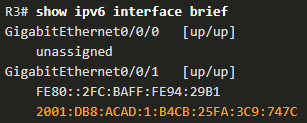 R3# show ipv6 interface brief
GigabitEthernet0/0/0 [up/up]
unassigned
GigabitEthernet0/0/1 [up/up]
FE80::2FC:BAFF:FE94:29B1
2001:DB8:ACAD:1:B4CB:25FA:3C9:747C